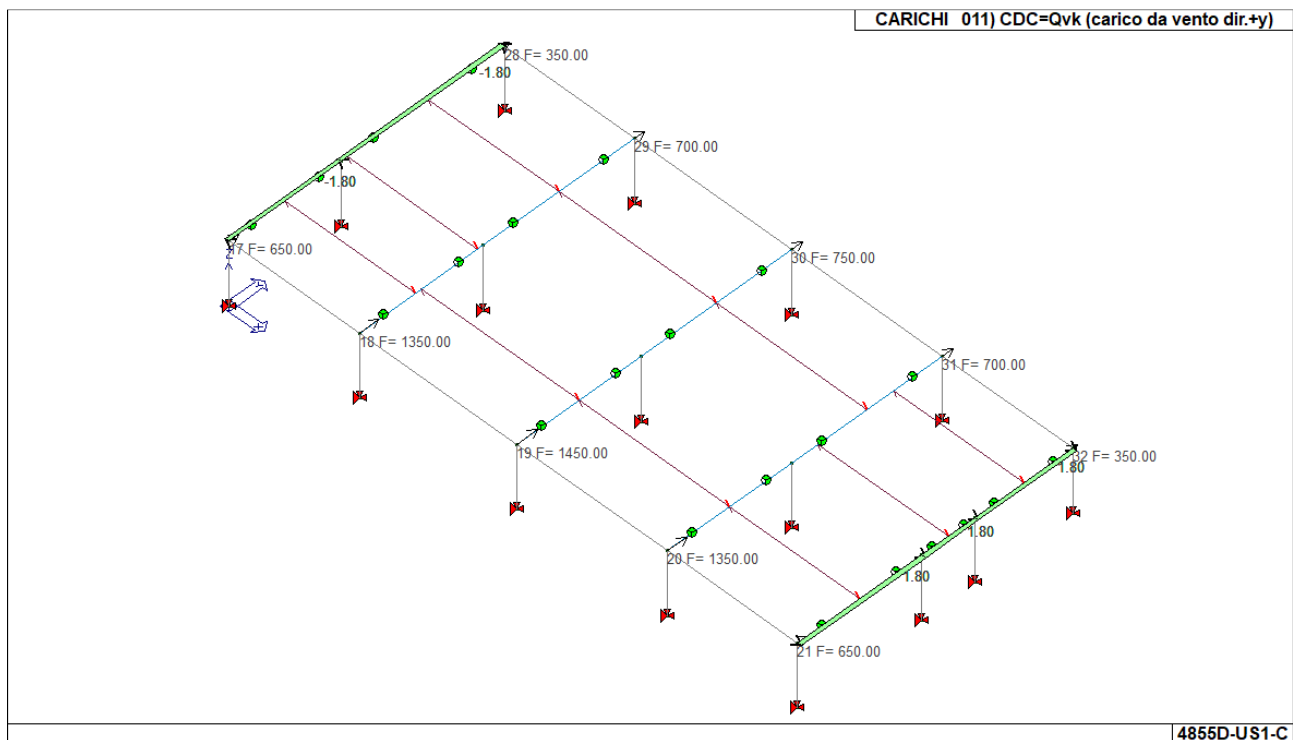 CARICHI 011) CDC=Qvk (carico da vento dir.+y)
28 F= 350.00
-1.80
29 F= 700.00
-1.80
17 F= 650.00
Z
30 F= 750.00
18 F= 1350.00
31 F= 700.00
19 F= 1450.00
32 F= 350.00
1.80
1.80
20 F= 1350.00
1.80
21 F= 650.00
4855D-US1-C